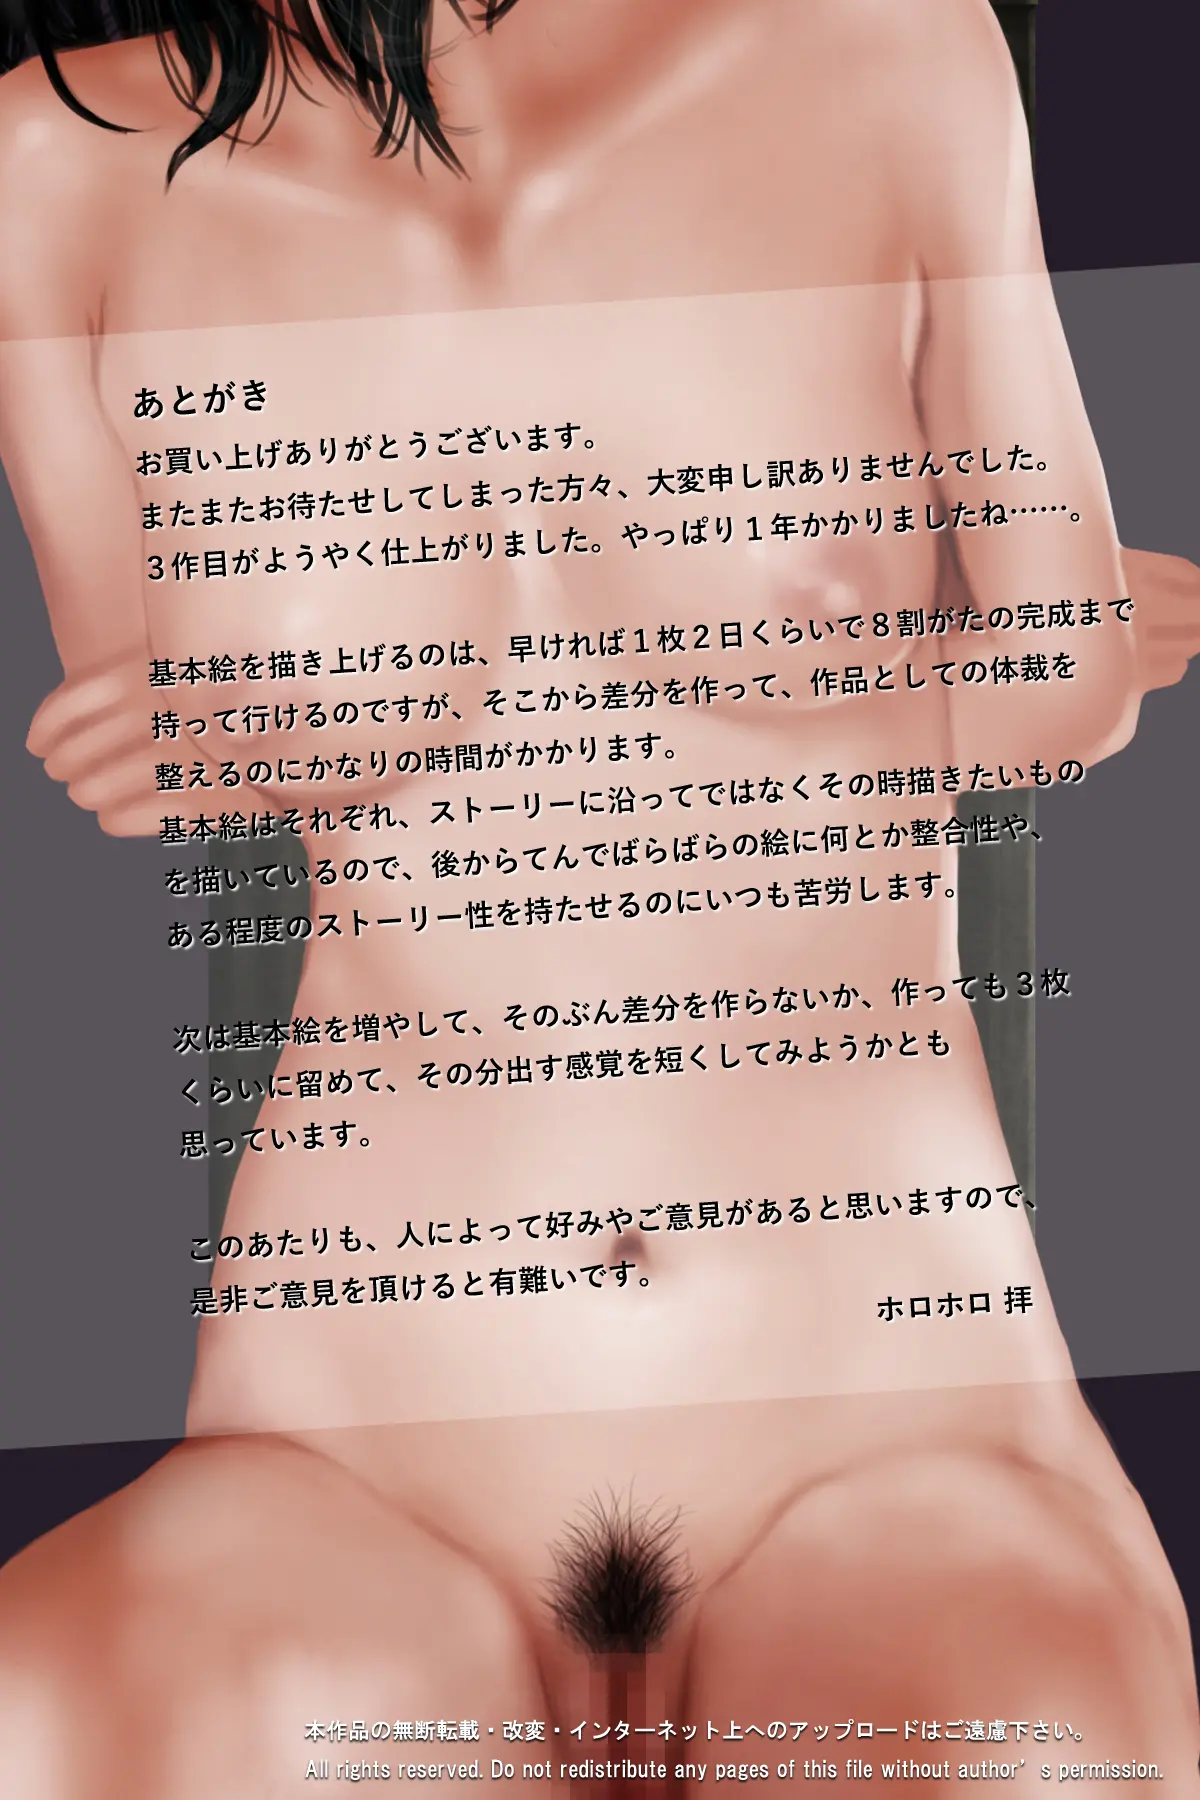 あとがき
お買い上げありがとうございます。
またまたお待たせしてしまった方々、大変申し訳ありませんでした。
３作目がようやく仕上がりました。やっぱり１年かかりましたね……。
基本絵を描き上げるのは、早ければ１枚２日くらいで８割がたの完成まで
持って行けるのですが、そこから差分を作って、作品としての体裁を
整えるのにかなりの時間がかかります。
基本絵はそれぞれ、ストーリーに沿ってではなくその時描きたいもの
を描いているので、後からてんでばらばらの絵に何とか整合性や、
ある程度のストーリー性を持たせるのにいつも苦労します。
次は基本絵を増やして、そのぶん差分を作らないか、作っても３枚
くらいに留めて、その分出す感覚を短くしてみようかとも
思っています。
このあたりも、人によって好みやご意見があると思いますので、
是非ご意見を頂けると有難いです。
ホロホロ 拝
本作品の無断転載・改変・インターネット上へのアップロードはご遠慮下さい。
All rights reserved. Do not redistribute any pages of this file without author’s permission.